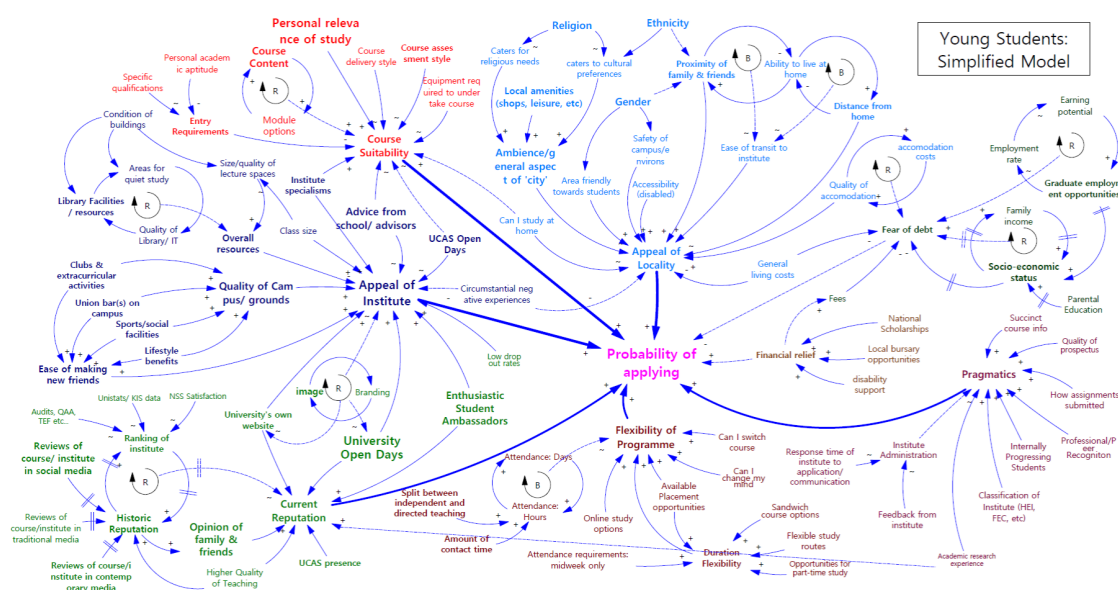 Young Students:
Simplified Model
Personal releva
nce of study
Religion
Ethnicity
Course
Content
Course
delivery style
Course asses
sment style
Personal academ
ic aptitude
Specific
qualifications
Entry
Requirements
Module
options
R
Equipment req
uired to under
take course
Course
Suitability
Caters for
religious needs
caters to cultural
preferences
Local amenities
(shops, leisure, etc)
Gender
Proximity of
family & friends
B
Ability to live at
home
B
Distance from
home
Ease of transit to
institute
Ambience/g
eneral aspec
t of 'city'
Area friendly
towards students
Safety of
campus/e
nvirons
Accessibility
(disabled)
Can I study at
home
Appeal of
Locality
General
living costs
accomodation
costs
R
Quality of
accomodation
Fear of debt
Earning
potential
Employment
rate
R
Graduate employm
ent opportunities
Family
income
R
Socio-economic
status
Parental
Education
Condition of
buildings
Areas for
quiet study
Size/quality of
lecture spaces
Library Facilities
/ resources
R
Quality of
Library/ IT
Overall
resources
Institute
specialisms
Class size
Advice from
school/ advisors
UCAS Open
Days
Clubs &
extracurricular
activities
Quality of Cam
pus/ grounds
Appeal of
Institute
Circumstantial neg
ative experiences
Union bar(s) on
campus
Sports/social
facilities
Lifestyle
benefits
Ease of making
new friends
Low drop
out rates
Probability of
applying
Fees
Financial relief
National
Scholarships
Local bursary
opportunities
disability
support
Succinct
course info
Quality of
prospectus
Pragmatics
How assignments
submitted
Professional/P
eer Recogniton
Internally
Progressing
Students
Classification of
Institute (HEI,
FEC, etc)
Institute
Administration
Response time of
institute to
application/
communication
Feedback from
institute
Academic research
experience
Unistats/ KIS data
NSS Satisfaction
Audits, QAA,
TEF etc...
Ranking of
institute
Reviews of
course/ institute
in social media
R
Reviews of
course/institute in
traditional media
Historic
Reputation
Reviews of course/i
nstitute in contemp
orary media
Opinion of
family &
friends
Higher Quality
of Teaching
UCAS presence
Current
Reputation
University's own
website
image
R
Branding
University
Open Days
Enthusiastic
Student
Ambassadors
Attendance: Days
B
Attendance:
Hours
Split between
independent and
directed teaching
Amount of
contact time
Flexibility of
Programme
Can I switch
course
Can I
change my
mind
Available
Placement
opportunities
Online study
options
Attendance requirements:
midweek only
Duration
Flexibility
Sandwich
course options
Flexible study
routes
Opportunities for
part-time study